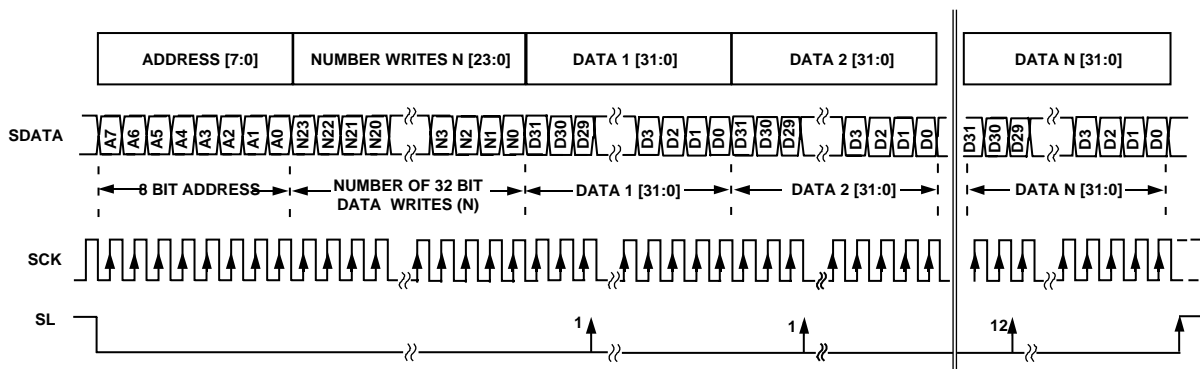 ADDRESS [7:0] NUMBER WRITES N [23:0] DATA 1 [31:0] DATA 2 [31:0] DATA N [31:0]
SDATA A7 A6 A5 A4 A3 A2 A1 A0 N23 N22 N21 N20 N3 N2 N1 N0 D31 D30 D29 D3 D2 D1 D0 D31 D30 D29 D3 D2 D1 D0 D31 D30 D29 D3 D2 D1 D0
8 BIT ADDRESS NUMBER OF 32 BIT DATA 1 [31:0] DATA 2 [31:0] DATA N [31:0]
DATA WRITES (N)
SCK
SL 1 1 12